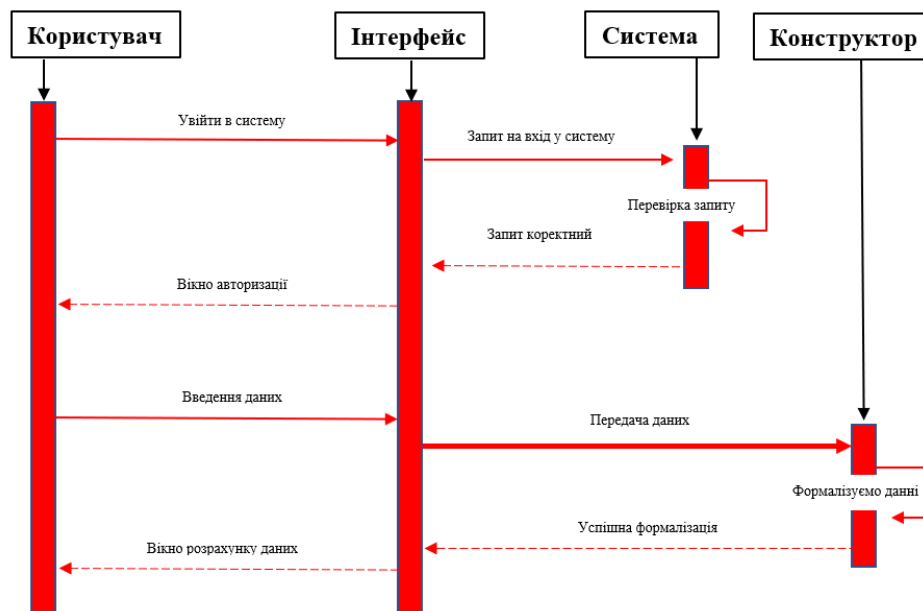 Користувач
Інтерфейс
Система
Конструктор
Увійти в систему
Запит на вхід у систему
Перевірка запиту
Запит коректний
Вікно авторизації
Введення даних
Передача даних
Формалізуємо данні
Успішна формалізація
Вікно розрахунку даних